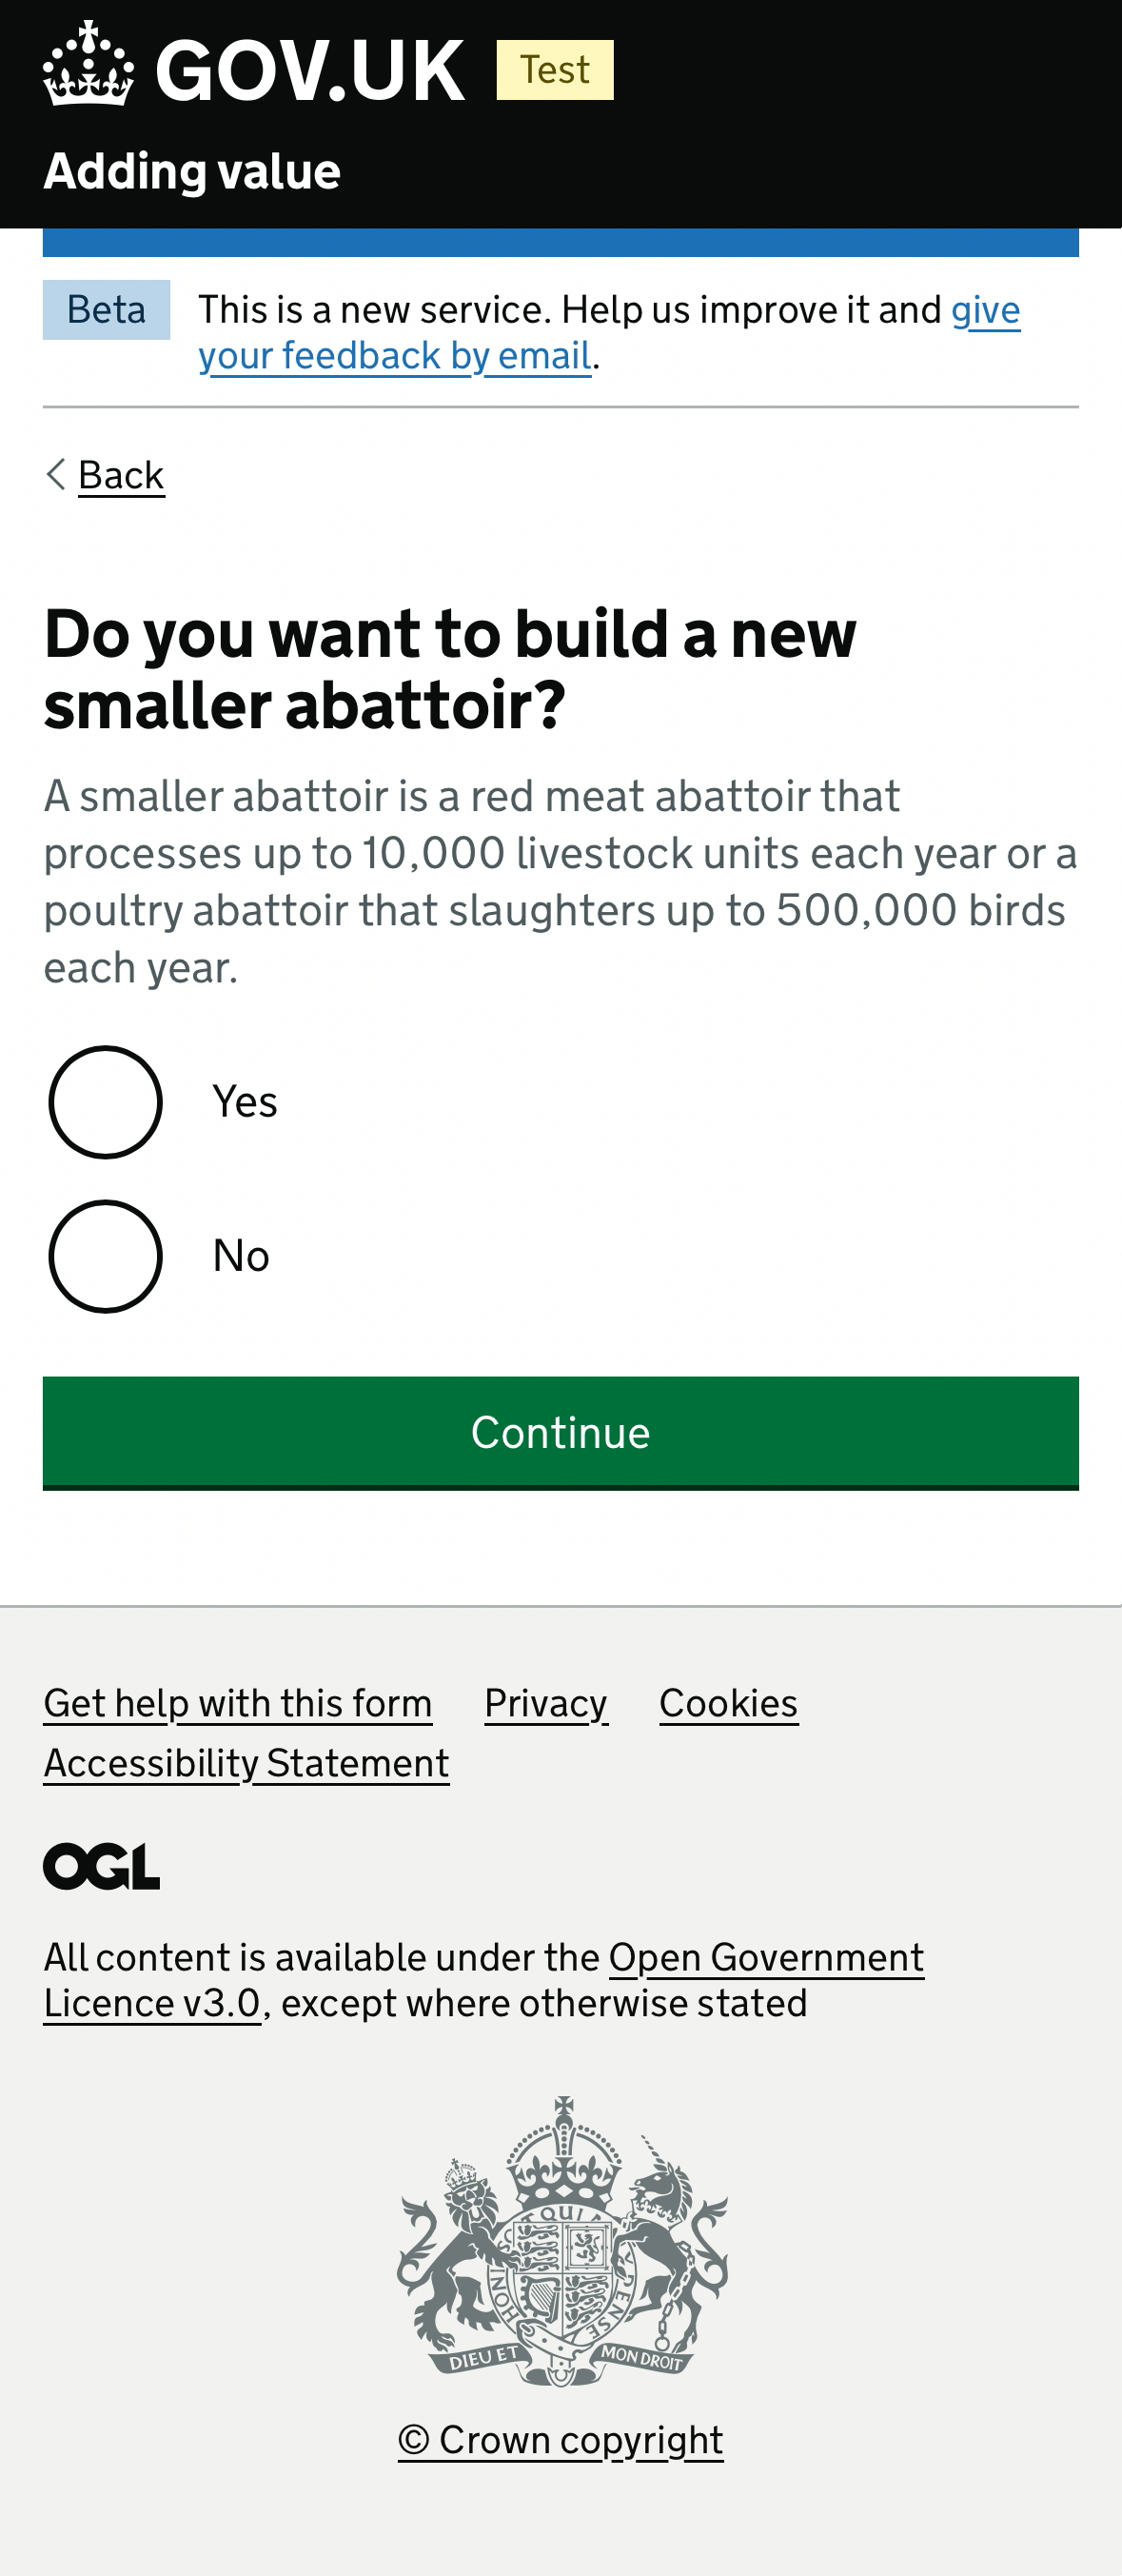 GOV.UK Test
Adding value
Beta
This is a new service. Help us improve it and give
your feedback by email.
Back
Do you want to build a new
smaller abattoir?
A smaller abattoir is a red meat abattoir that
processes up to 10,000 livestock units each year or a
poultry abattoir that slaughters up to 500,000 birds
each year.
Yes
No
Continue
Get help with this form Privacy Cookies
Accessibility Statement
OGL
All content is available under the Open Government
Licence v3.0, except where otherwise stated
QUI
HONI
PENSE
DIEU ET MON DROIT
© Crown copyright